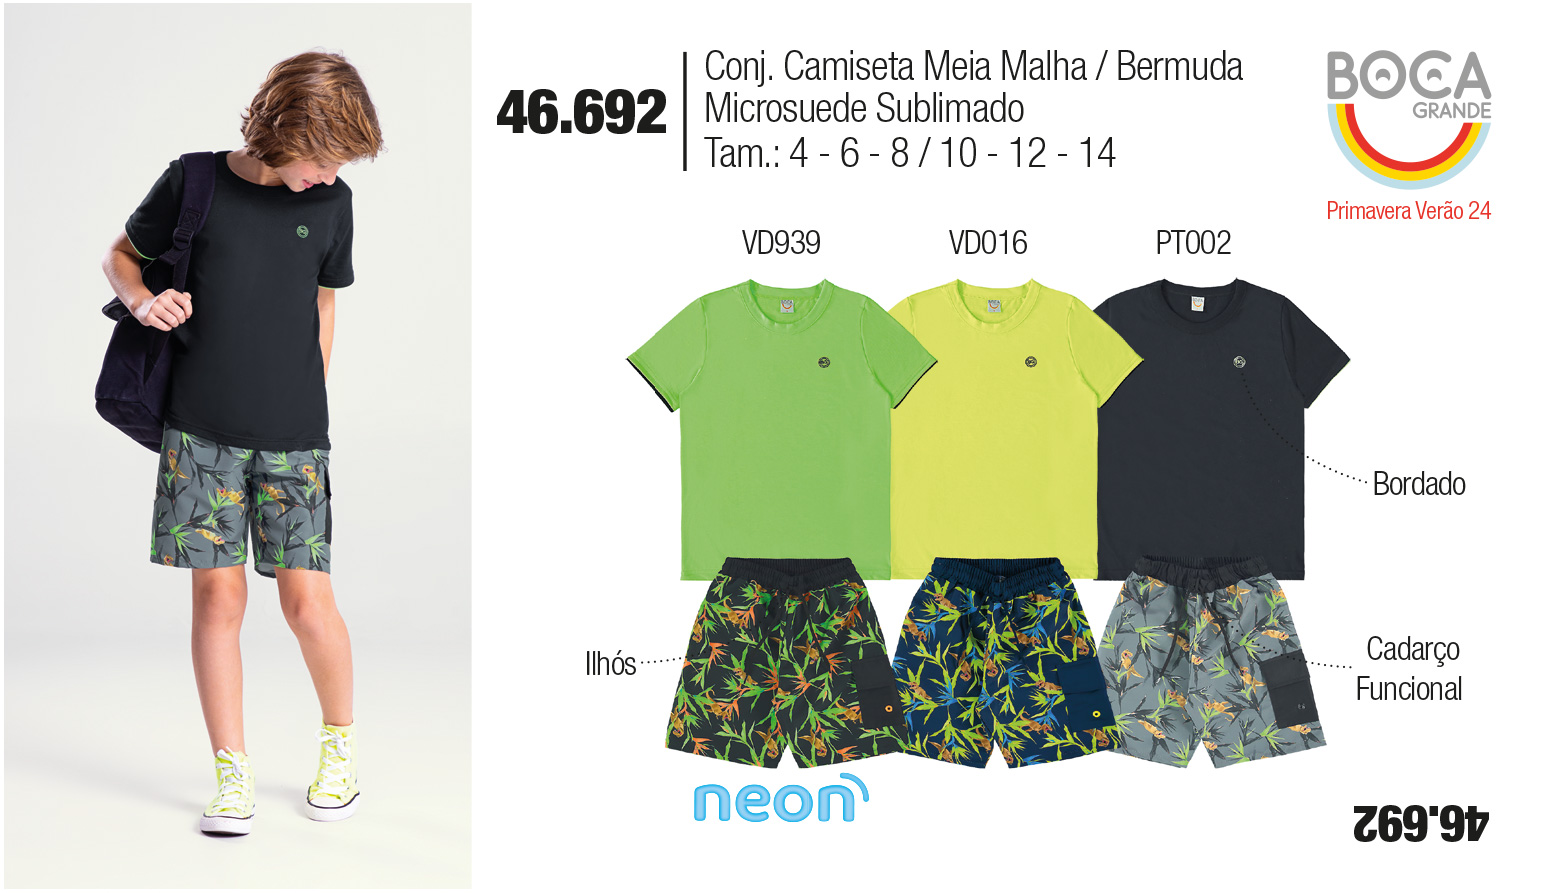 46.692
Conj. Camiseta Meia Malha / Bermuda
Microsuede Sublimado
Tam.: 4 - 6 - 8 / 10 - 12 - 14
BOCA
GRANDE
Primavera Verão 24
VD939
VD016
PT002
Bordado
Ilhós
Cadarço
Funcional
neon
46.692